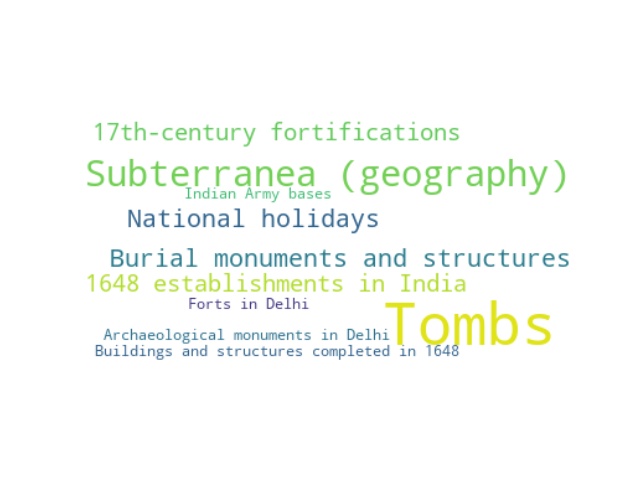 17th-century fortifications
Subterranea (geography)
Indian Army bases
National holidays
Burial monuments and structures
1648 establishments in India
Forts in Delhi
Tombs
Archaeological monuments in Delhi
Buildings and structures completed in 1648